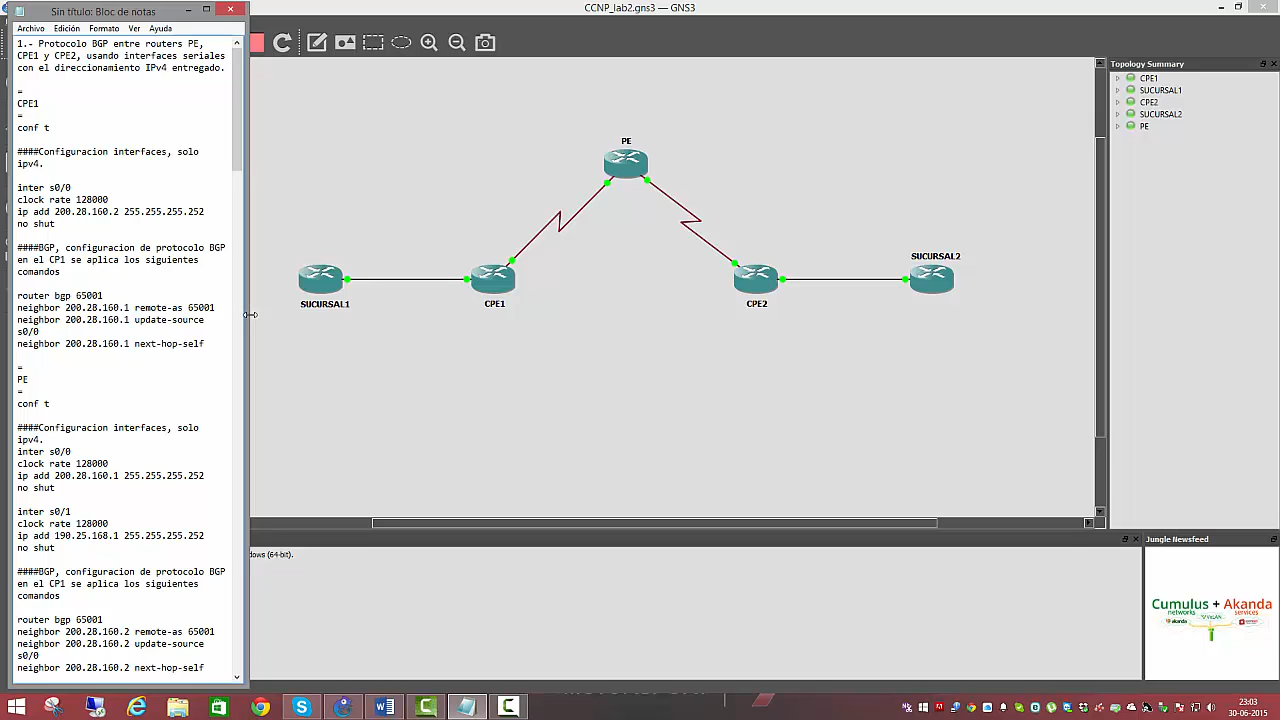 Sin título: Bloc de notas
CCNP_lab2.gns3 — GNS3
Archivo Edición Formato Ver Ayuda
1.- Protocolo BGP entre routers PE,
CPE1 y CPE2, usando interfaces seriales
con el direccionamiento IPv4 entregado.
=
CPE1
=
conf t
####Configuracion interfaces, solo
ipv4.
inter s0/0
clock rate 128000
ip add 200.28.160.2 255.255.255.252
no shut
####BGP, configuracion de protocolo BGP
en el CP1 se aplica los siguientes
comandos
router bgp 65001
neighbor 200.28.160.1 remote-as 65001
neighbor 200.28.160.1 update-source
s0/0
neighbor 200.28.160.1 next-hop-self
=
PE
=
conf t
####Configuracion interfaces, solo
ipv4.
inter s0/0
clock rate 128000
ip add 200.28.160.1 255.255.255.252
no shut
inter s0/1
clock rate 128000
ip add 190.25.168.1 255.255.255.252
no shut
####BGP, configuracion de protocolo BGP
en el CP1 se aplica los siguientes
comandos
router bgp 65001
neighbor 200.28.160.2 remote-as 65001
neighbor 200.28.160.2 update-source
s0/0
neighbor 200.28.160.2 next-hop-self
PE
SUCURSAL2
SUCURSAL1
CPE1
CPE2
Topology Summary
CPE1
SUCURSAL1
CPE2
SUCURSAL2
PE
dows (64-bit).
Jungle Newsfeed
Cumulus + Akanda
networks services
akanda
23:03
30-06-2015